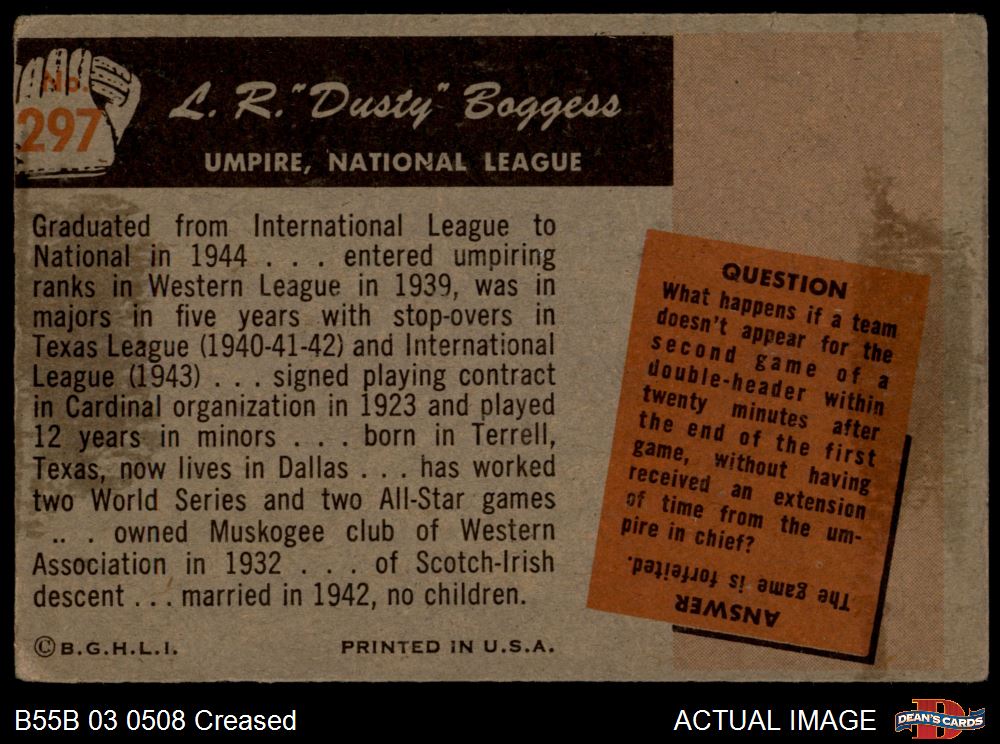 No.
297
L. R. "Dusty" Boggess
UMPIRE, NATIONAL LEAGUE
Graduated from International League to
National in 1944 . . . entered umpiring
ranks in Western League in 1939, was in
majors in five years with stop-overs in
Texas League (1940-41-42) and International
League (1943) . . . signed playing contract
in Cardinal organization in 1923 and played
12 years in minors . . . born in Terrell,
Texas, now lives in Dallas . . . has worked
two World Series and two All-Star games
. . . owned Muskogee club of Western
Association in 1932 . . . of Scotch-Irish
descent . . . married in 1942, no children.
©B.G.H.L.I.
PRINTED IN U.S.A.
QUESTION
What happens if a team
doesn't appear for the
second game of a
double-header within
twenty minutes after
the end of the first
game, without having
received an extension
of time from the um-
pire in chief?
ANSWER
The game is forfeited.
B55B 03 0508 Creased
ACTUAL IMAGE
DEAN'S CARDS